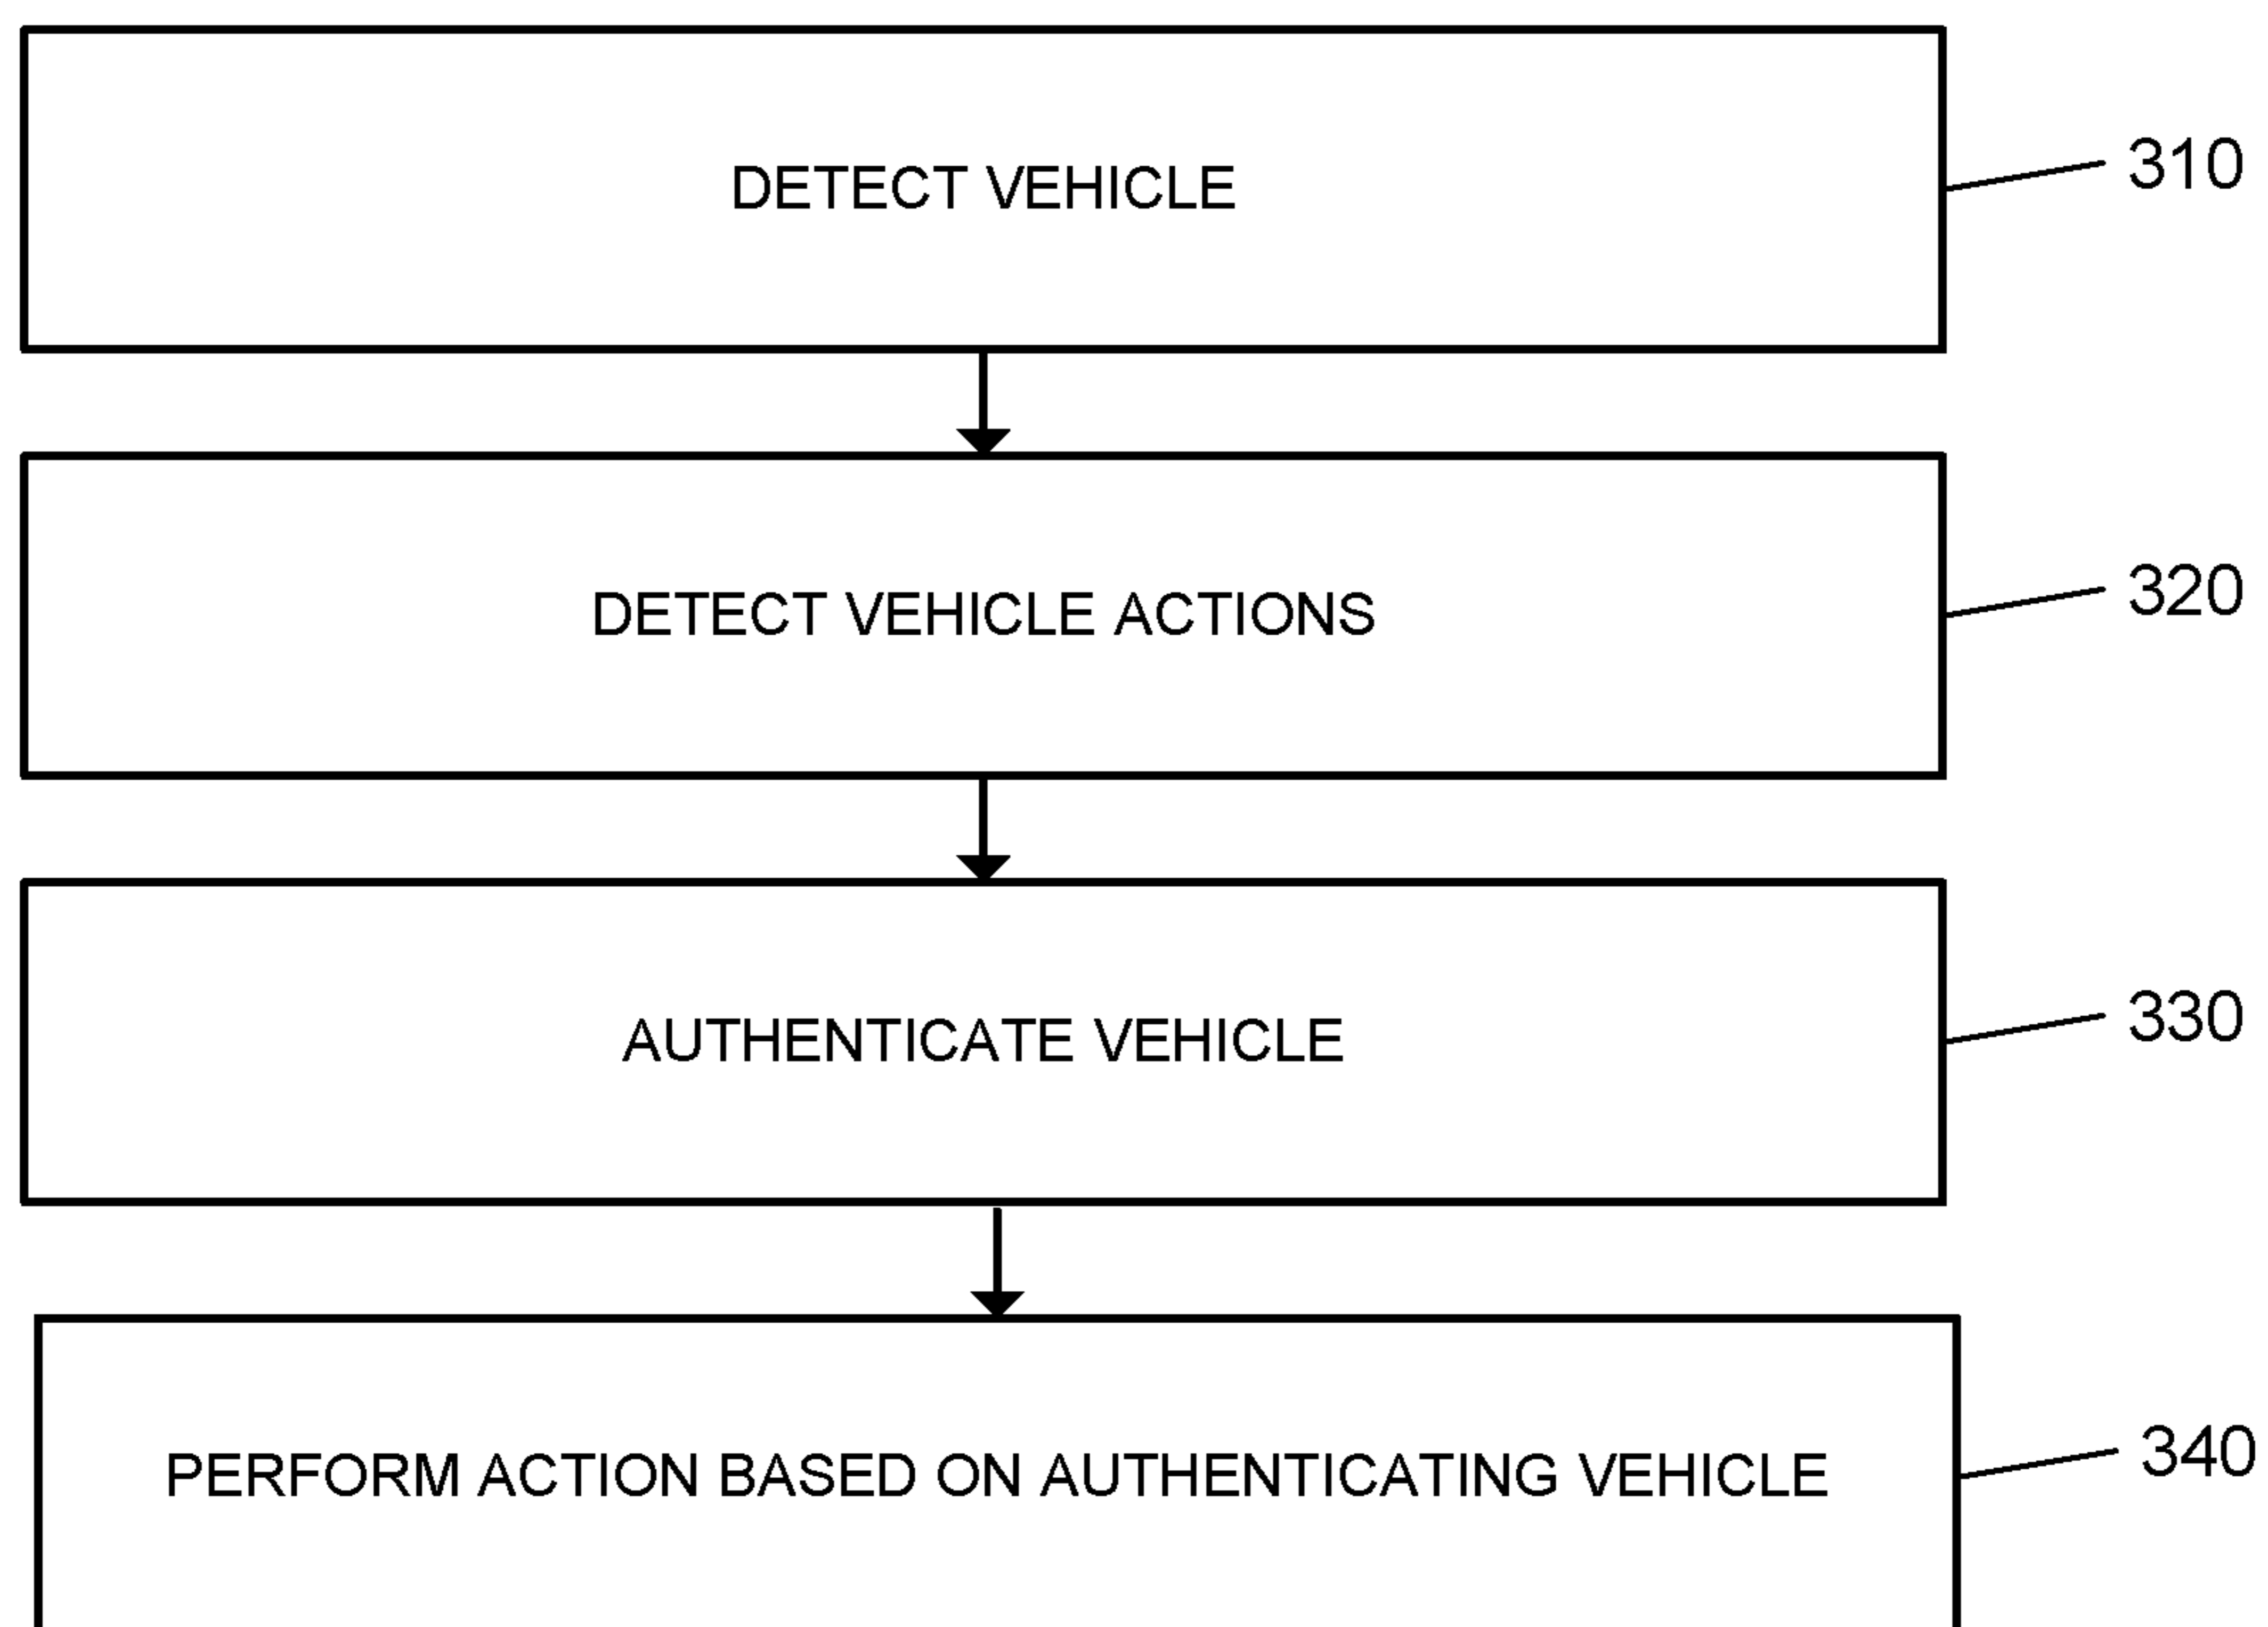 DETECT VEHICLE
310
DETECT VEHICLE ACTIONS
320
AUTHENTICATE VEHICLE
330
PERFORM ACTION BASED ON AUTHENTICATING VEHICLE
340